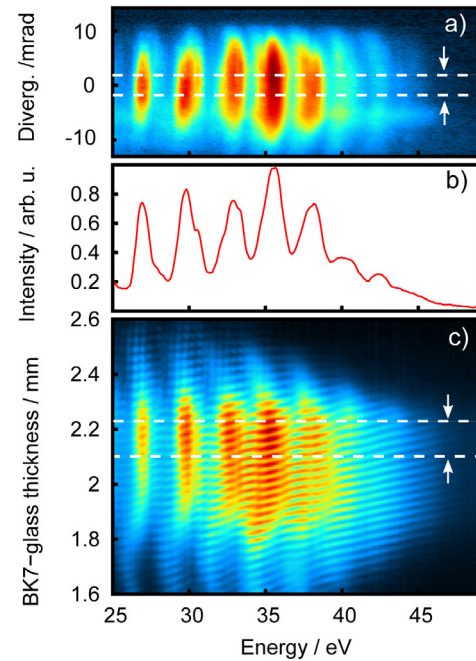 a)
Diverg. /mrad
10
0
-10
b)
Intensity / arb. u.
0.8
0.6
0.4
0.2
c)
BK7-glass thickness / mm
2.6
2.4
2.2
2
1.8
1.6
25 30 35 40 45
Energy / eV